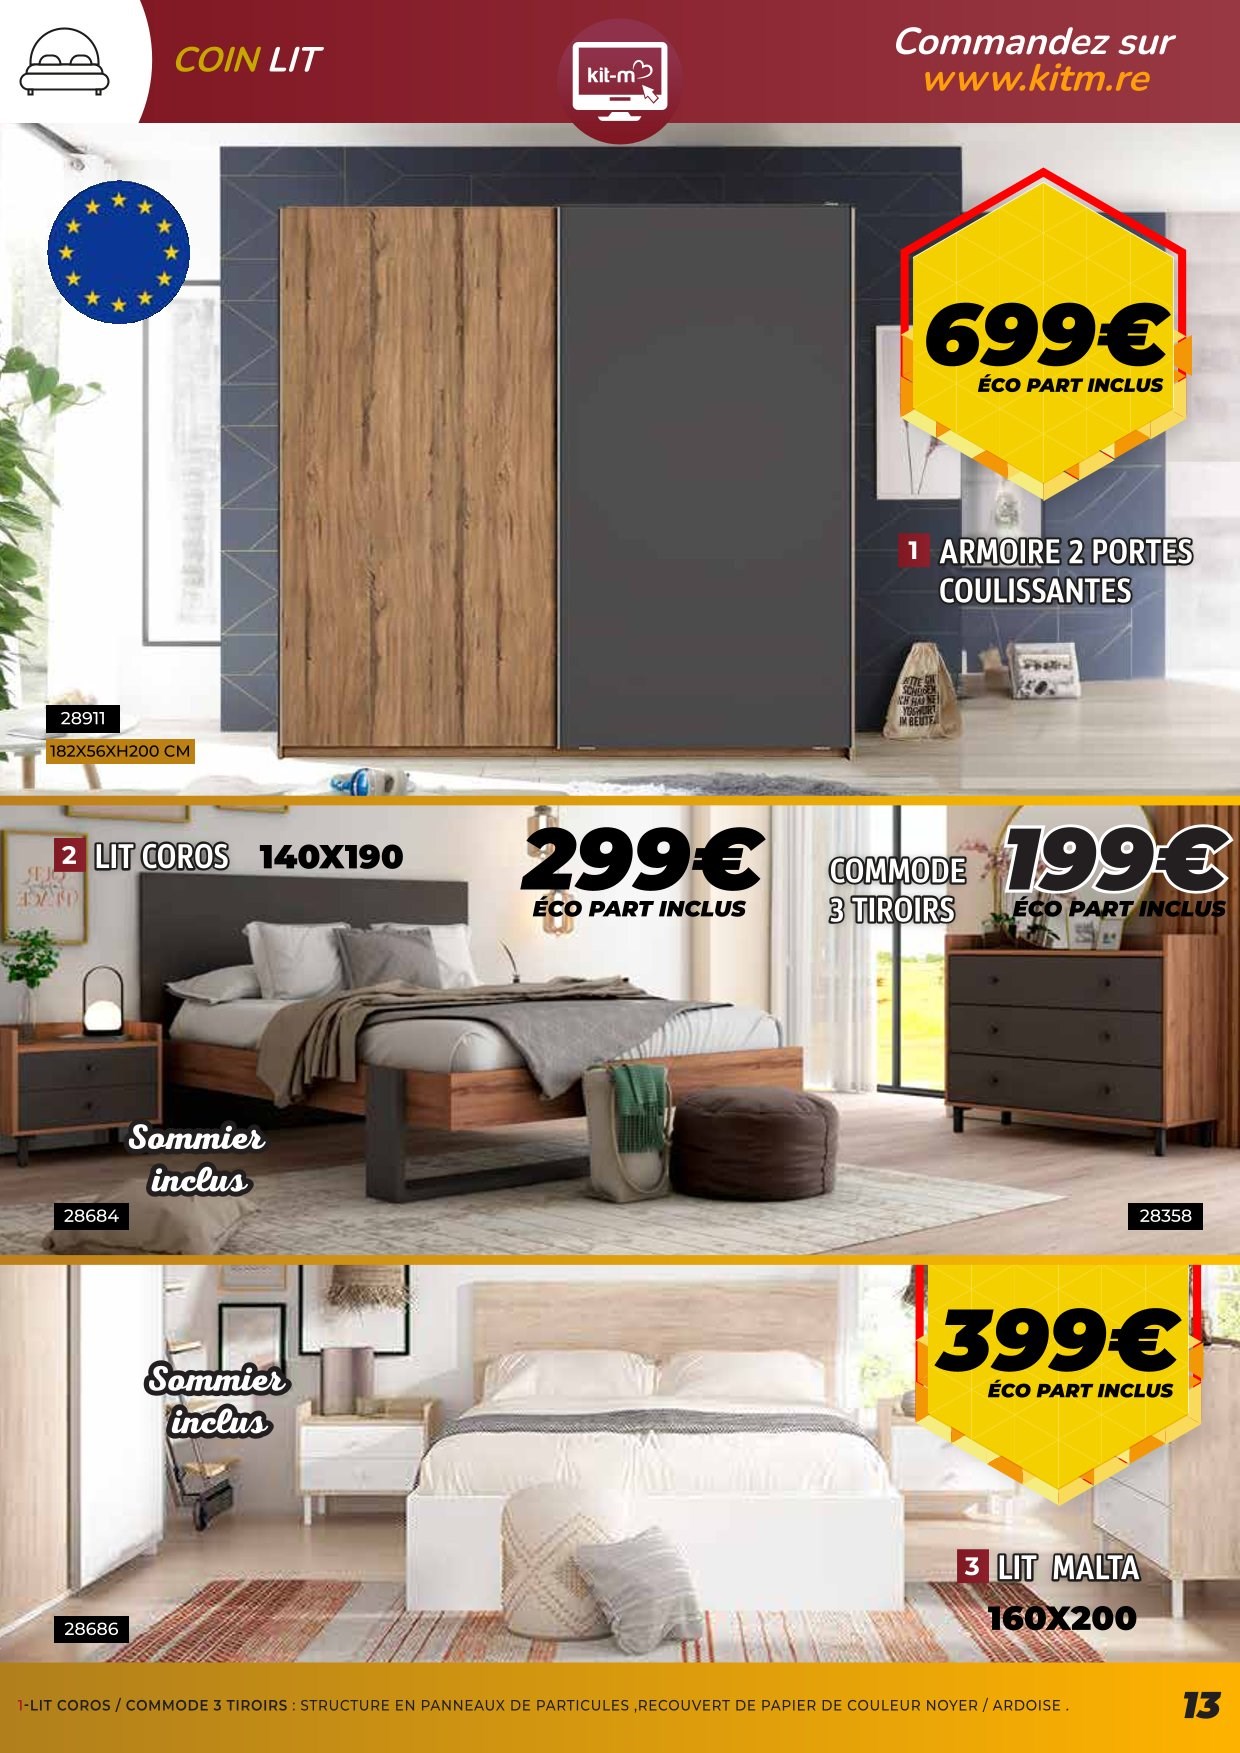 COIN LIT
kit-m
Commandez sur
www.kitm.re
699€
ÉCO PART INCLUS
1 ARMOIRE 2 PORTES
COULISSANTES
28911
182X56XH200 CM
2 LIT COROS 140X190
299€
ÉCO PART INCLUS
COMMODE
3 TIROIRS
199€
ÉCO PART INCLUS
Sommier
inclus
28684
28358
399€
ÉCO PART INCLUS
Sommier
inclus
3 LIT MALTA
160X200
28686
1-LIT COROS / COMMODE 3 TIROIRS : STRUCTURE EN PANNEAUX DE PARTICULES ,RECOUVERT DE PAPIER DE COULEUR NOYER / ARDOISE .
13